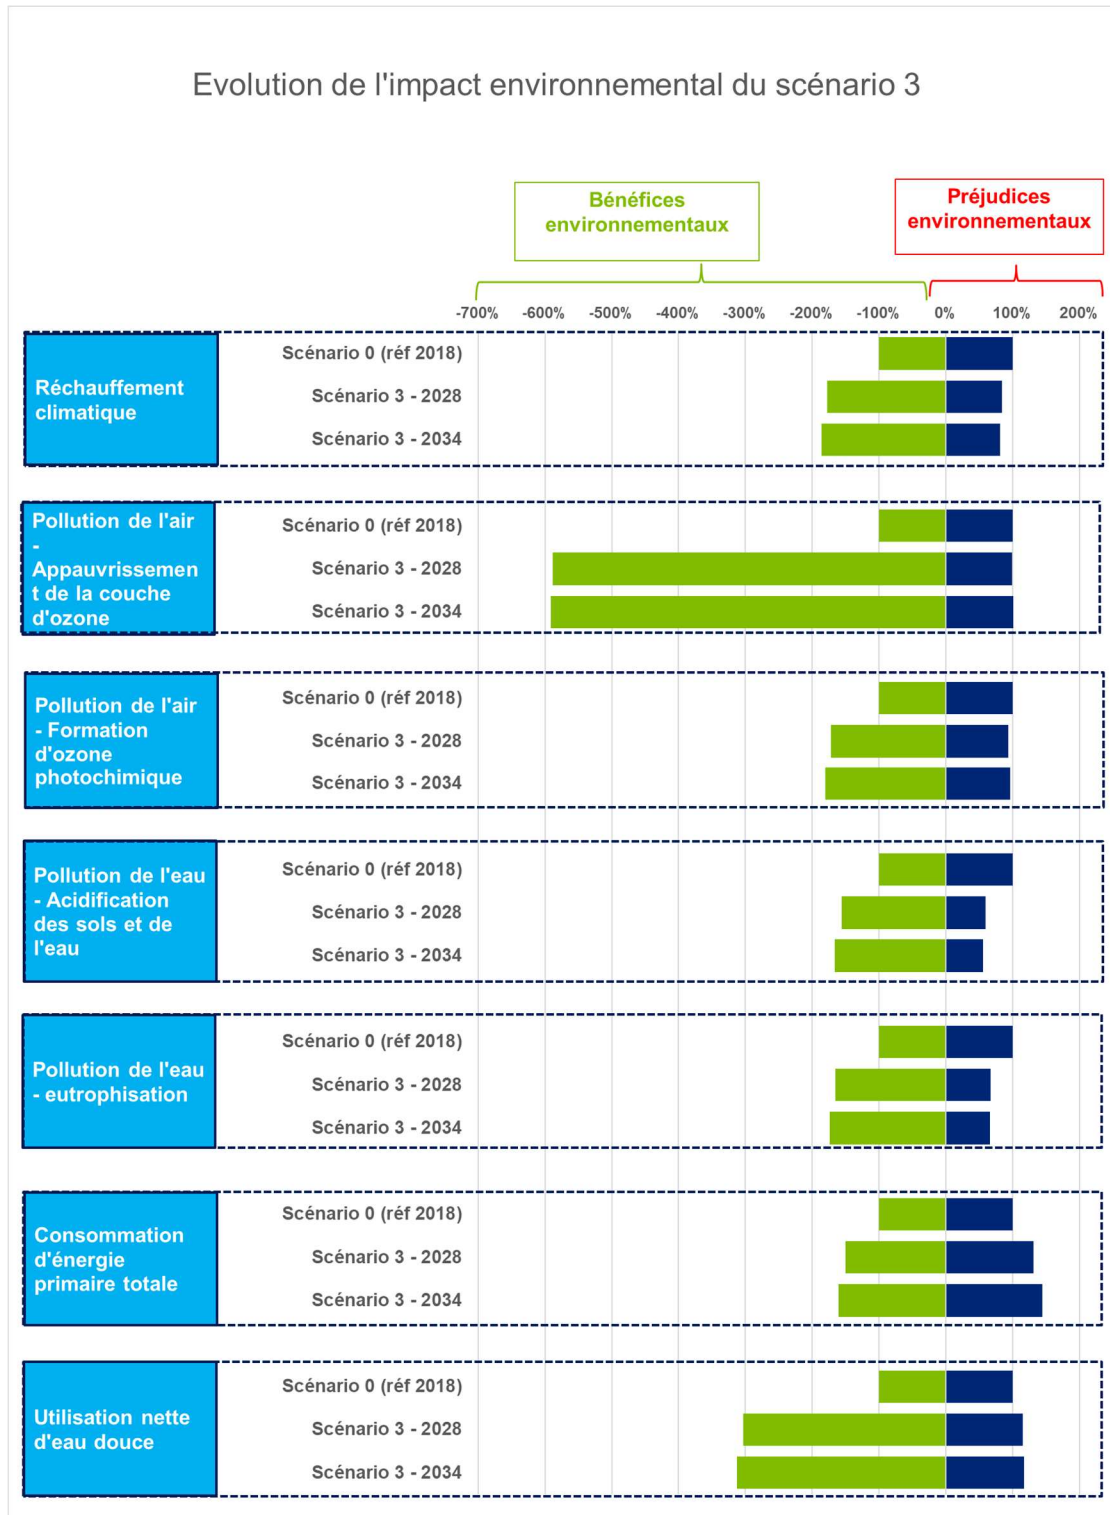 Evolution de l'impact environnemental du scénario 3
Bénéfices
environnementaux
Préjudices
environnementaux
-700% -600% -500% -400% -300% -200% -100% 0% 100% 200%
Réchauffement
climatique
Scénario 0 (réf 2018)
Scénario 3 - 2028
Scénario 3 - 2034
Pollution de l'air
-
Appauvrissemen
t de la couche
d'ozone
Scénario 0 (réf 2018)
Scénario 3 - 2028
Scénario 3 - 2034
Pollution de l'air
- Formation
d'ozone
photochimique
Scénario 0 (réf 2018)
Scénario 3 - 2028
Scénario 3 - 2034
Pollution de l'eau
- Acidification
des sols et de
l'eau
Scénario 0 (réf 2018)
Scénario 3 - 2028
Scénario 3 - 2034
Pollution de l'eau
- eutrophisation
Scénario 0 (réf 2018)
Scénario 3 - 2028
Scénario 3 - 2034
Consommation
d'énergie
primaire totale
Scénario 0 (réf 2018)
Scénario 3 - 2028
Scénario 3 - 2034
Utilisation nette
d'eau douce
Scénario 0 (réf 2018)
Scénario 3 - 2028
Scénario 3 - 2034